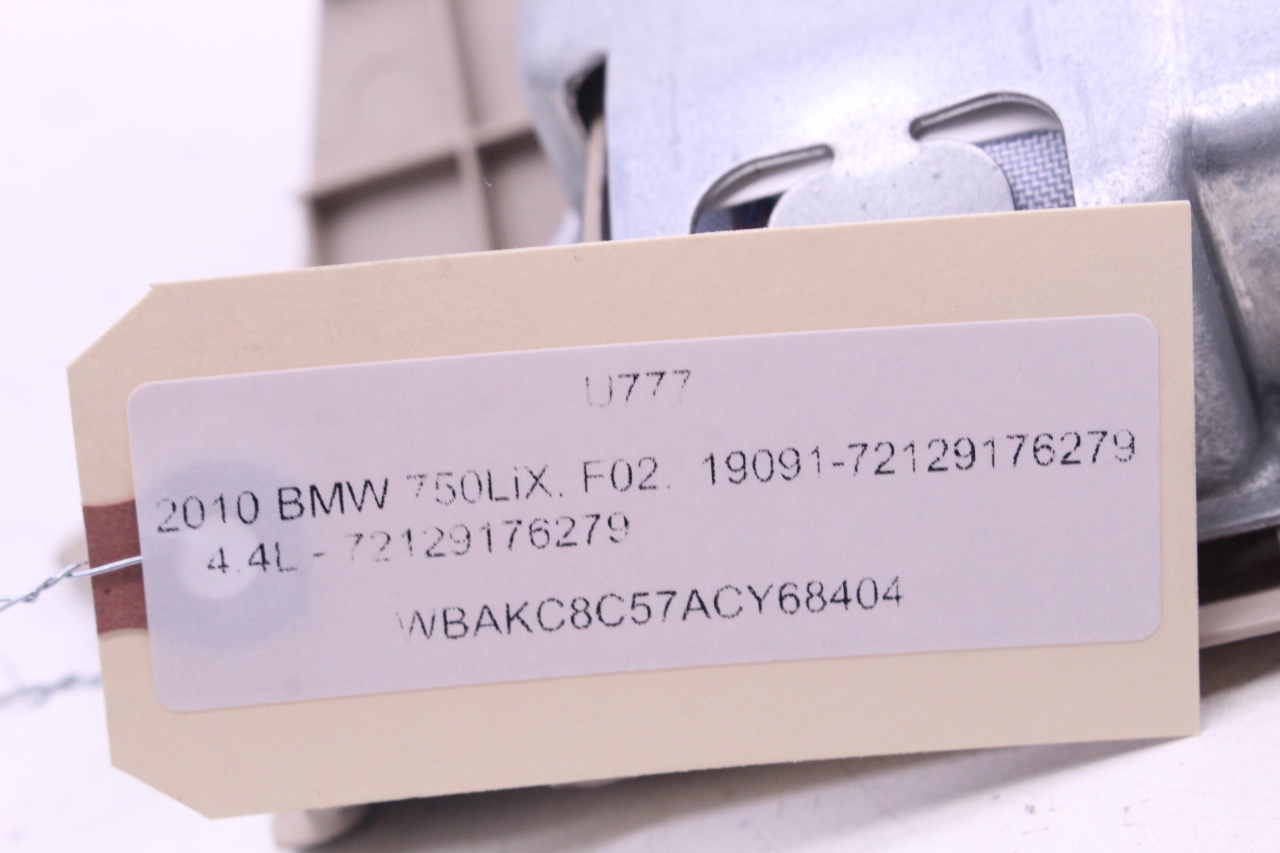 U777
2010 BMW 750LiX. F02. 19091-72129176279
4.4L - 72129176279
WBAKC8C57ACY68404